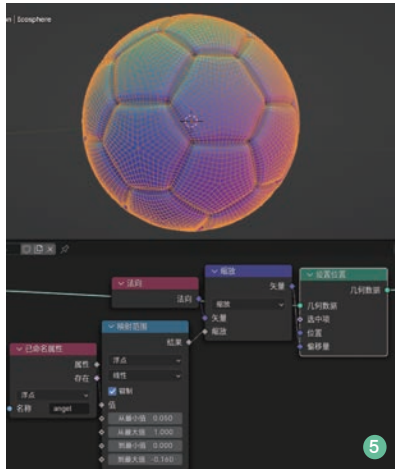 on | Ecosphere
法向
法向
缩放
矢量
缩放
矢量
缩放
设置位置
几何数据
几何数据
选中项
位置
偏移量
映射范围
结果
浮点
线性
钳制
值
从最小值 0.050
从最大值 1.000
到最小值 0.000
到最大值 -0.160
已命名属性
属性
存在
浮点
名称 angel
5